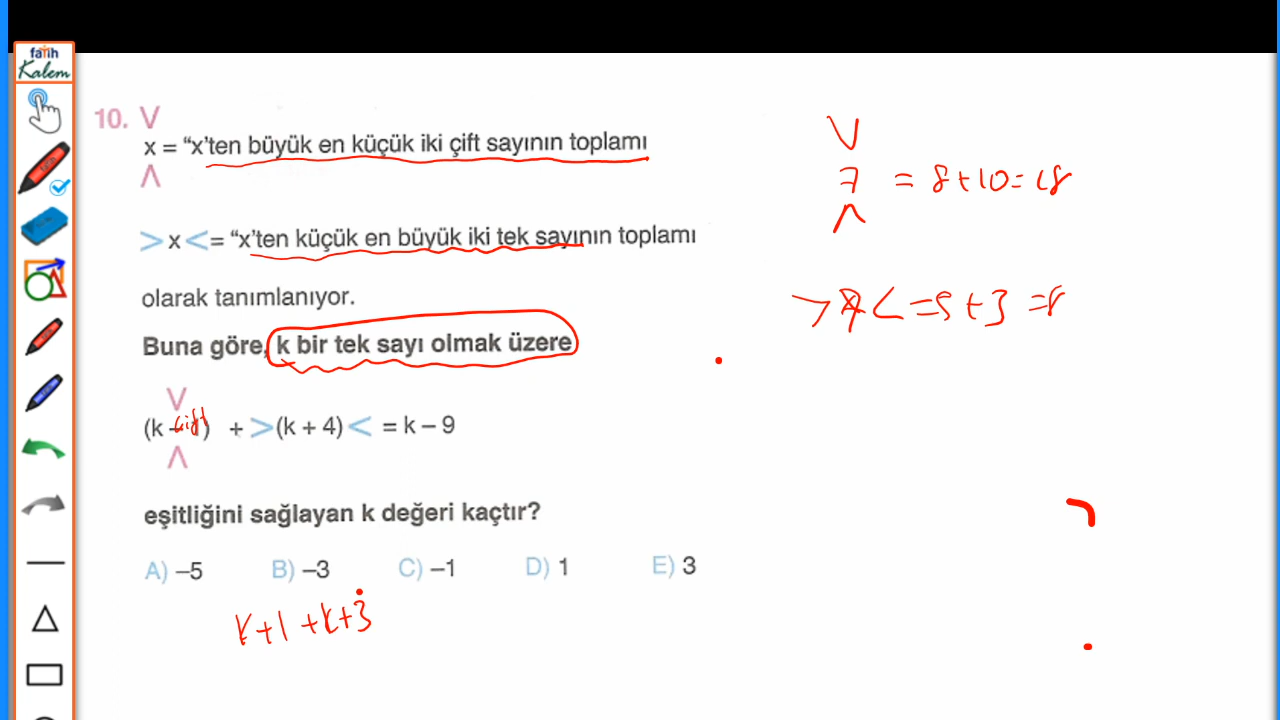 fatih
Kalem
10. V
x = “x'ten büyük en küçük iki çift sayının toplamı
Λ
>x< = “x'ten küçük en büyük iki tek sayının toplamı
olarak tanımlanıyor.
Buna göre, k bir tek sayı olmak üzere
V
(k – ) + >(k + 4)< = k – 9
Λ
eşitliğini sağlayan k değeri kaçtır?
A) –5 B) –3 C) –1 D) 1 E) 3
k+1+k+3
V
7 = 8+10=18
Λ
>7<=5+3=8